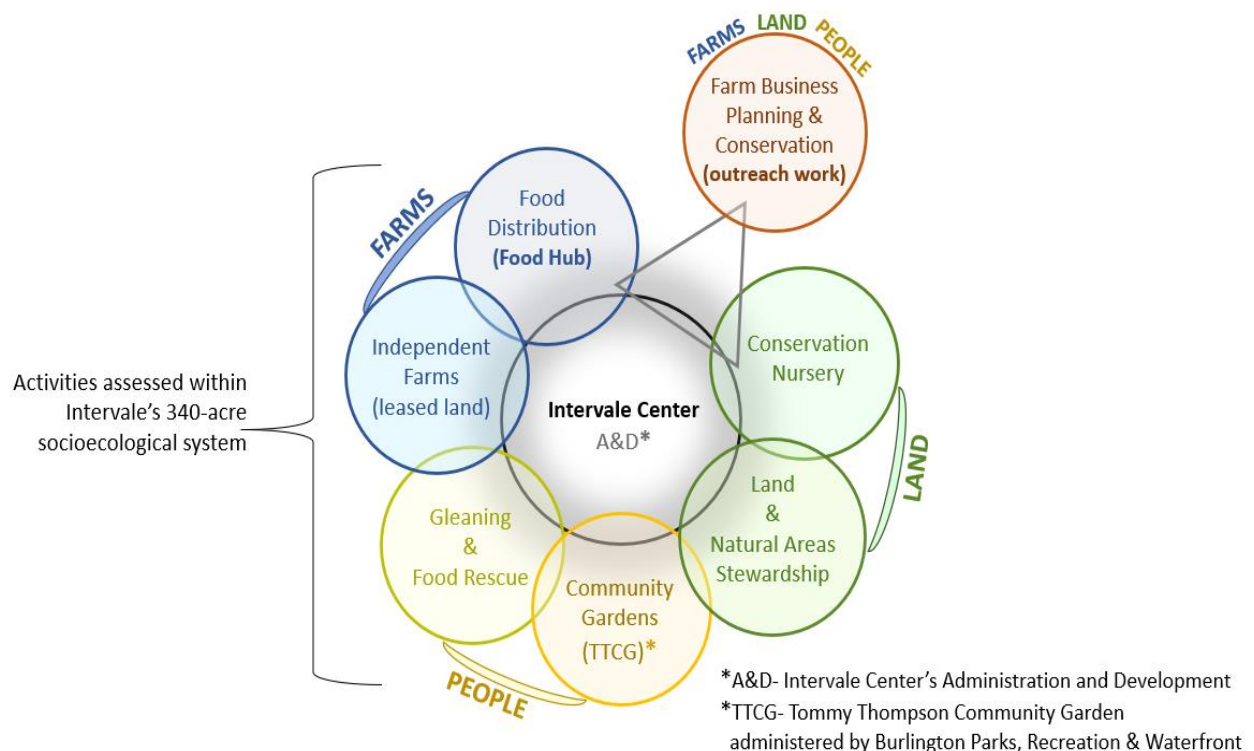 FARMS LAND PEOPLE
Farm Business
Planning &
Conservation
(outreach work)
FARMS
Food
Distribution
(Food Hub)
Independent
Farms
(leased land)
Conservation
Nursery
Activities assessed within
Intervale's 340-acre
socioecological system
Intervale Center
A&D*
LAND
Land
&
Natural Areas
Stewardship
Gleaning
&
Food Rescue
Community
Gardens
(TTCG)*
PEOPLE
*A&D- Intervale Center's Administration and Development
*TTCG- Tommy Thompson Community Garden
administered by Burlington Parks, Recreation & Waterfront